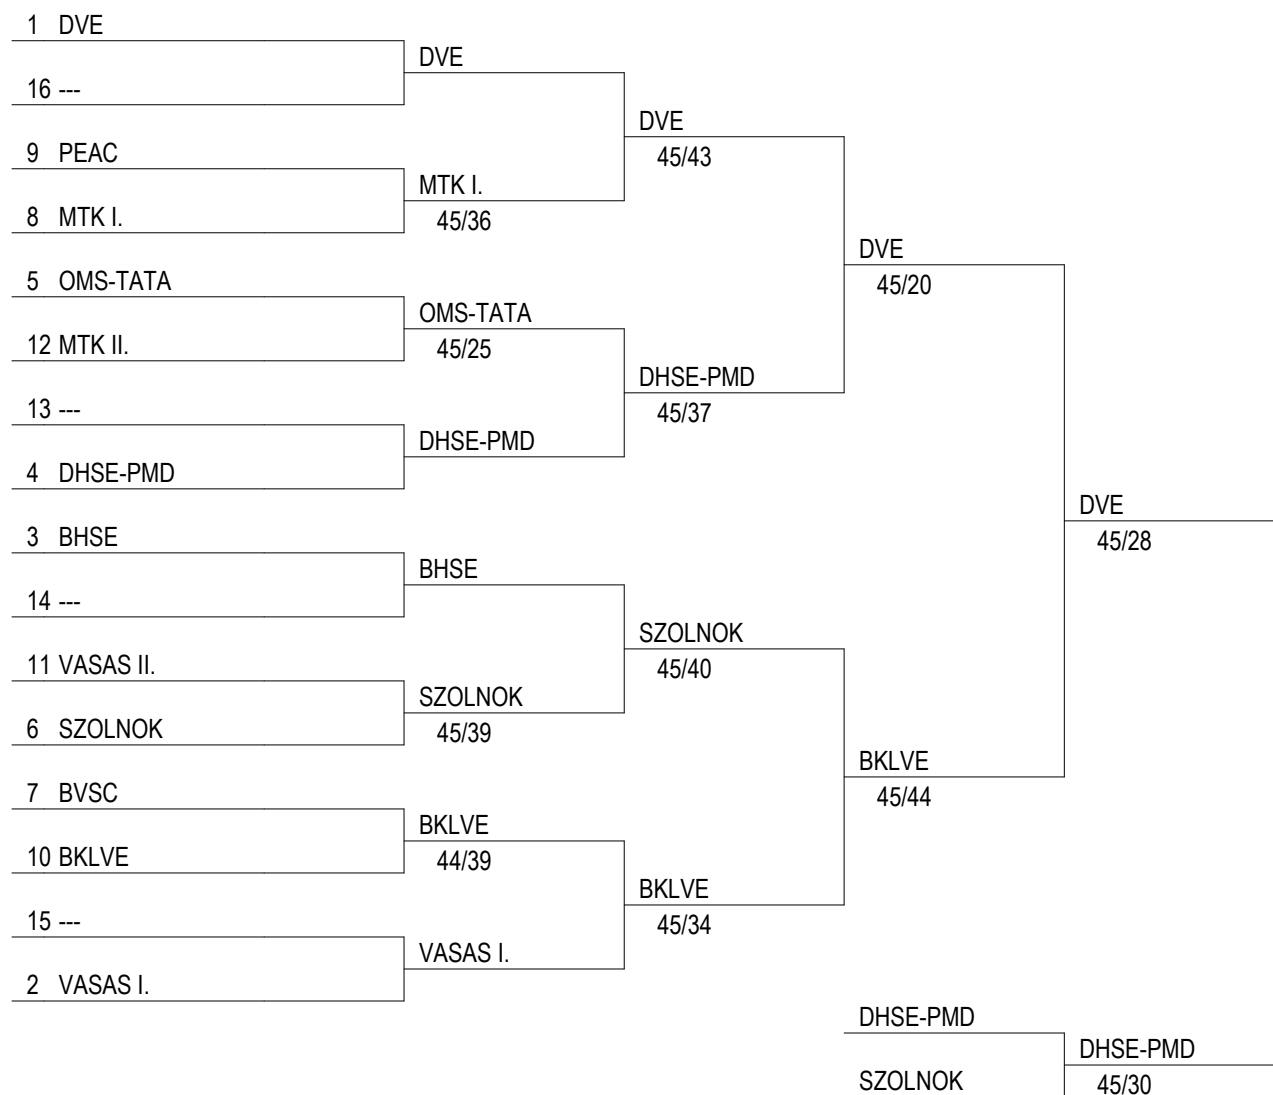 1 DVE
DVE
16 ---
DVE
45/43
9 PEAC
MTK I.
45/36
8 MTK I.
DVE
45/20
5 OMS-TATA
OMS-TATA
45/25
12 MTK II.
DHSE-PMD
45/37
13 ---
DHSE-PMD
4 DHSE-PMD
DVE
45/28
3 BHSE
BHSE
14 ---
SZOLNOK
45/40
11 VASAS II.
SZOLNOK
45/39
6 SZOLNOK
BKLVE
45/44
7 BVSC
BKLVE
44/39
10 BKLVE
BKLVE
45/34
15 ---
VASAS I.
2 VASAS I.
DHSE-PMD
DHSE-PMD
45/30
SZOLNOK